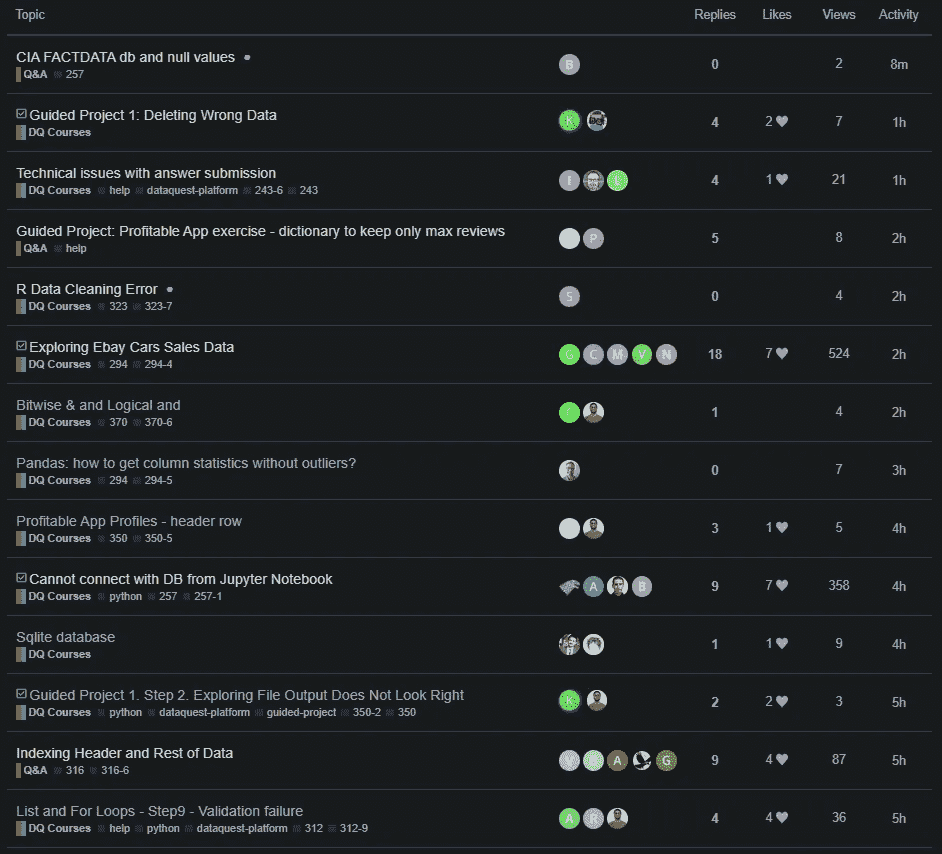 Topic Replies Likes Views Activity
CIA FACTDATA db and null values 0 2 8m
Q&A 257
Guided Project 1: Deleting Wrong Data 4 2 7 1h
DQ Courses
Technical issues with answer submission 4 1 21 1h
DQ Courses help dataquest-platform 243-6 243
Guided Project: Profitable App exercise - dictionary to keep only max reviews P 5 8 2h
Q&A help
R Data Cleaning Error S 0 4 2h
DQ Courses 323 323-7
Exploring Ebay Cars Sales Data G C M V N 18 7 524 2h
DQ Courses 294 294-4
Bitwise & and Logical and 1 4 2h
DQ Courses 370 370-6
Pandas: how to get column statistics without outliers? 0 7 3h
DQ Courses 294 294-5
Profitable App Profiles - header row 3 1 5 4h
DQ Courses 350 350-5
Cannot connect with DB from Jupyter Notebook A B 9 7 358 4h
DQ Courses python 257 257-1
Sqlite database 1 1 9 4h
DQ Courses
Guided Project 1. Step 2. Exploring File Output Does Not Look Right 2 2 3 5h
DQ Courses python dataquest-platform guided-project 350-2 350
Indexing Header and Rest of Data A G 9 4 87 5h
Q&A 316 316-6
List and For Loops - Step9 - Validation failure A R 4 4 36 5h
DQ Courses help python dataquest-platform 312 312-9